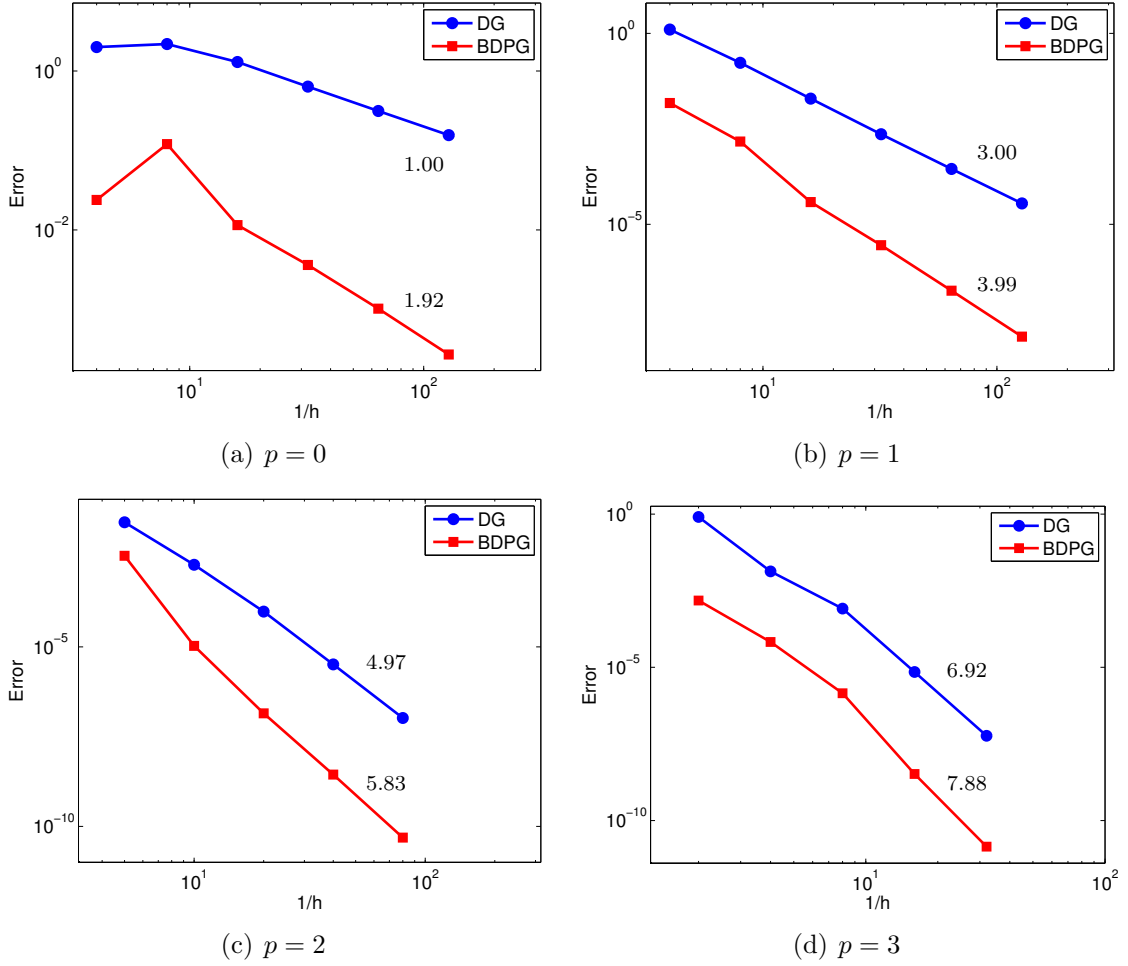 DG
BDPG
10^0
10^-2
Error
1.00
1.92
10^1
10^2
1/h
(a) p = 0
DG
BDPG
10^0
10^-5
Error
3.00
3.99
10^1
10^2
1/h
(b) p = 1
DG
BDPG
10^-5
10^-10
Error
4.97
5.83
10^1
10^2
1/h
(c) p = 2
DG
BDPG
10^0
10^-5
10^-10
Error
6.92
7.88
10^1
10^2
1/h
(d) p = 3